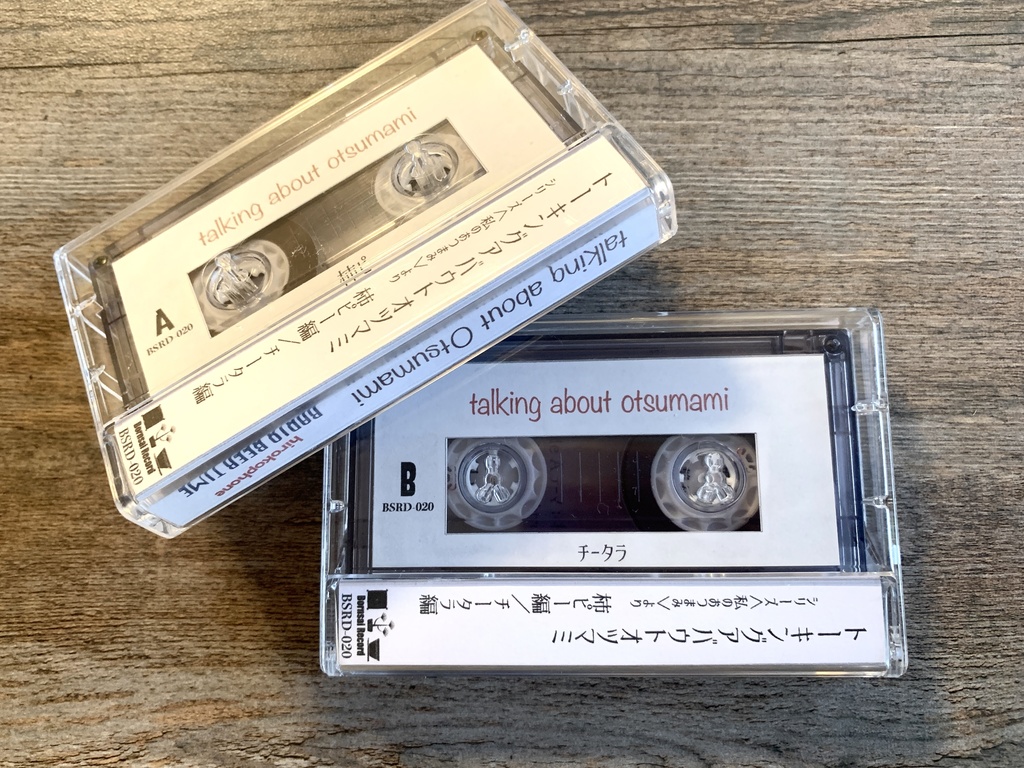 talking about otsumami
A
BSRD-020
トーキングアバウトオツマミ
シリーズ<私のおつまみ>より
柿ピー編/チータラ編
Bornsai Record
BSRD-020
talking about Otsumami
hirokophone
RADIO BEER TIME
talking about otsumami
B
BSRD-020
チータラ
トーキングアバウトオツマミ
シリーズ<私のおつまみ>より
柿ピー編/チータラ編
BSRD-020